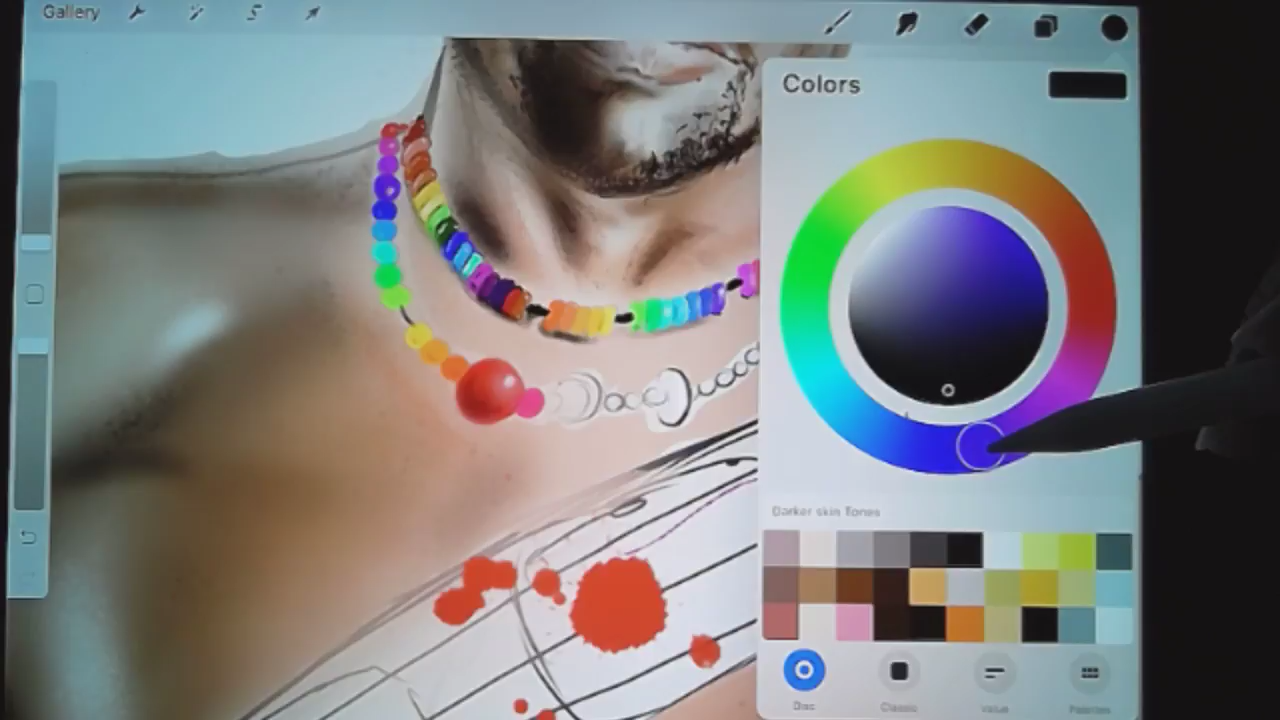 Gallery
Colors
Darker skin Tones
Disc
Classic
Value
Palettes